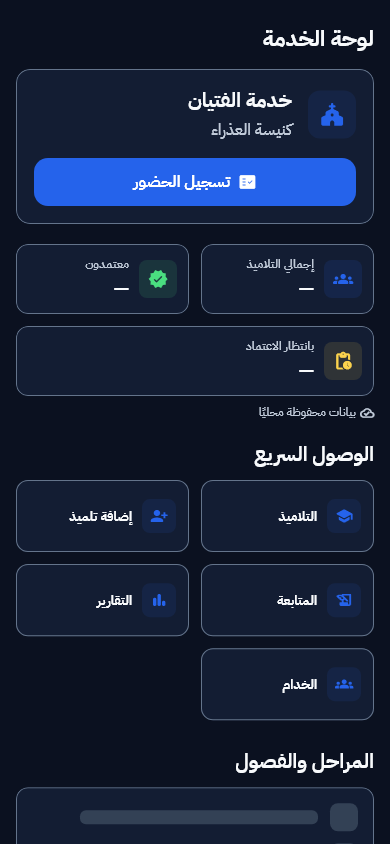 لوحة الخدمة
خدمة الفتيان
كنيسة العذراء
تسجيل الحضور
إجمالي التلاميذ
—
معتمدون
—
بانتظار الاعتماد
—
بيانات محفوظة محليًا
الوصول السريع
التلاميذ
إضافة تلميذ
المتابعة
التقارير
الخدام
المراحل والفصول